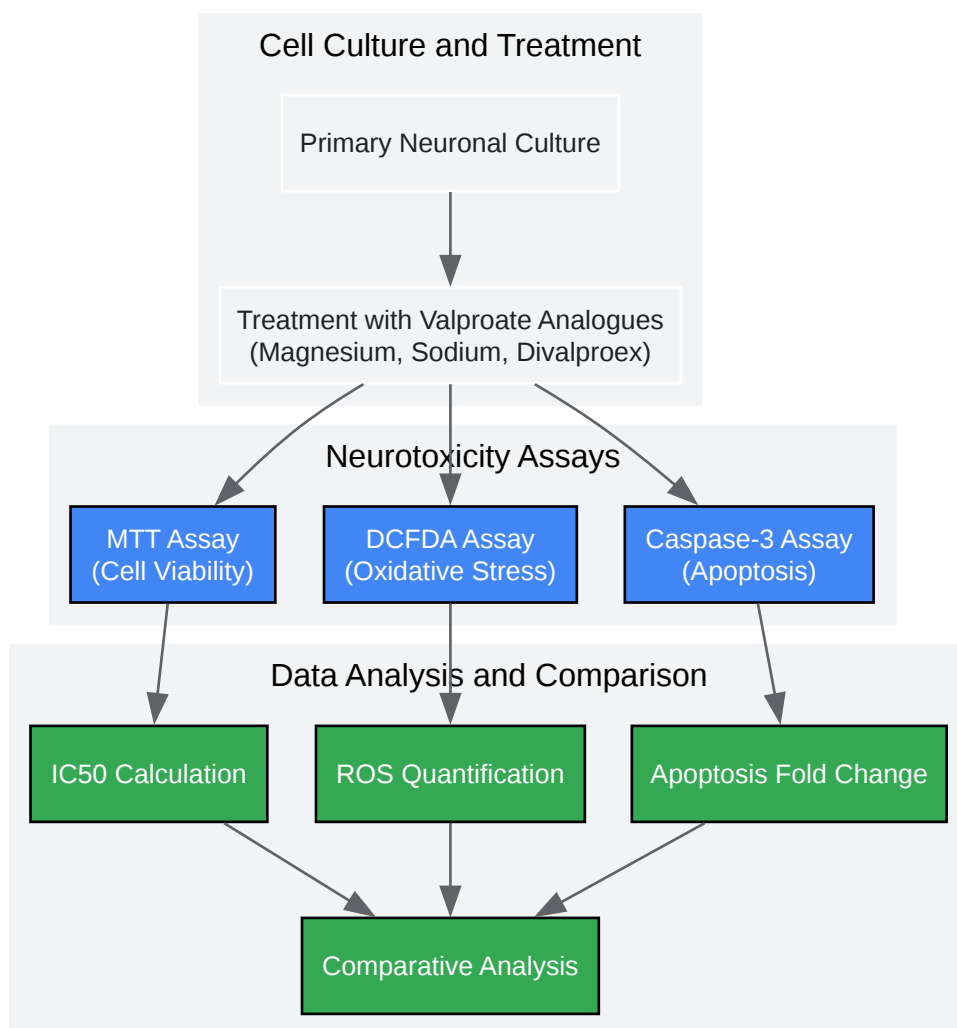 Cell Culture and Treatment
Primary Neuronal Culture
Treatment with Valproate Analogues
(Magnesium, Sodium, Divalproex)
Neurotoxicity Assays
MTT Assay
(Cell Viability)
DCFDA Assay
(Oxidative Stress)
Caspase-3 Assay
(Apoptosis)
Data Analysis and Comparison
IC50 Calculation
ROS Quantification
Apoptosis Fold Change
Comparative Analysis